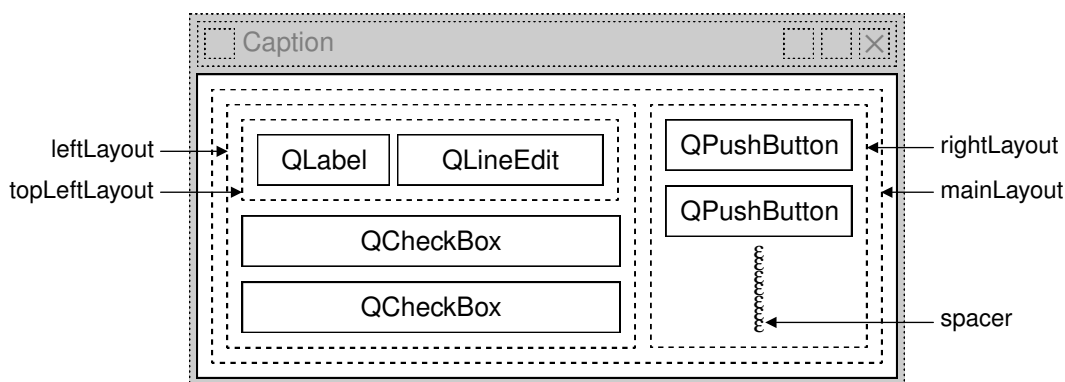 Caption
leftLayout
topLeftLayout
QLabel
QLineEdit
QCheckBox
QCheckBox
QPushButton
QPushButton
rightLayout
mainLayout
spacer